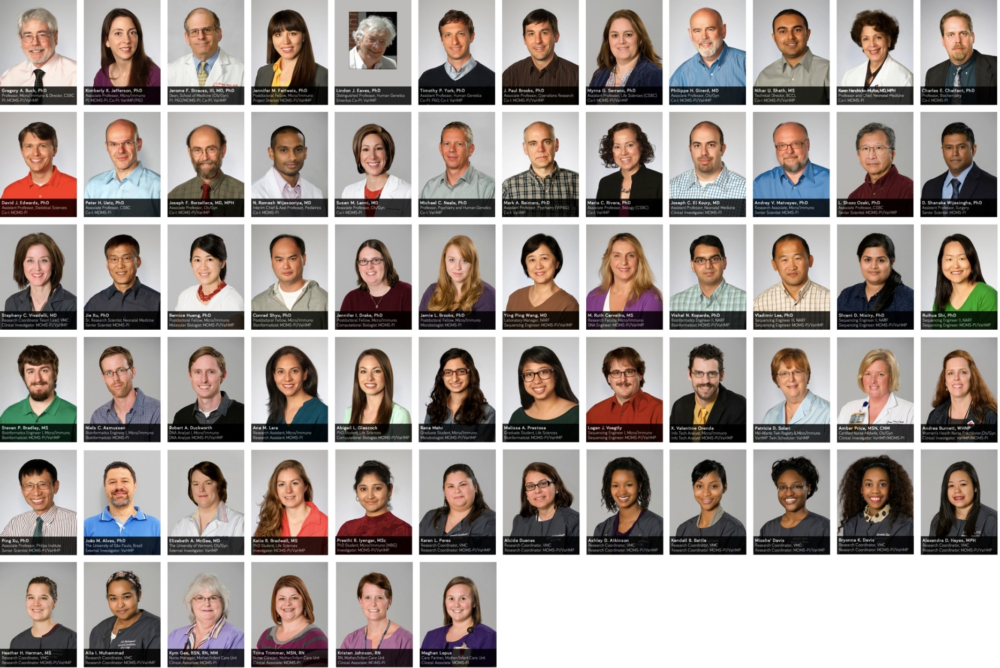 Gregory A. Buck, PhD
Professor, Micro/Immuno & Director, CSBC
PI: MOMS-PI/VaHMP
Kimberly K. Jefferson, PhD
Associate Professor, Micro/Immuno
PI:MOMS-PI; Co-PI: VaHMP/P60
Jerome F. Strauss, III, MD, PhD
Dean, School of Medicine (Ob/Gyn)
PI: P60/MOMS-PI; Co-PI: VaHMP
Jennifer M. Fettweis, PhD
Postdoctoral Fellow, Micro/Immuno
Project Director: MOMS-PI/VaHMP
Lindon J. Eaves, PhD
Distinguished Professor, Human Genetics
Emeritus Co-PI: VaHMP
Timothy P. York, PhD
Assistant Professor, Human Genetics
Co-PI: P60; Co-I: VaHMP
J. Paul Brooks, PhD
Associate Professor, Operations Research
Co-I: MOMS-PI/VaHMP
Myrna G. Serrano, PhD
Assistant Professor, Life Sciences (CSBC)
Co-I: MOMS-PI/VaHMP
Philippe H. Girerd, MD
Associate Professor, Ob/Gyn
Co-I: MOMS-PI/VaHMP
Nihar U. Sheth, MS
Technical Director, BCCL
Co-I: MOMS-PI/VaHMP
Karen Hendricks-Muñoz, MD, MPH
Professor and Chief, Neonatal Medicine
Co-I: MOMS-PI
Charles E. Chalfant, PhD
Professor, Biochemistry
Co-I: MOMS-PI
David J. Edwards, PhD
Assistant Professor, Statistical Sciences
Co-I: MOMS-PI
Peter H. Uetz, PhD
Associate Professor, CSBC
Co-I: MOMS-PI
Joseph F. Borzelleca, MD, MPH
Associate Professor, Ob/Gyn
Co-I: MOMS-PI/VaHMP
N. Romesh Wijesooriya, MD
Interim Chief & Asst Professor, Pediatrics
Co-I: MOMS-PI
Susan M. Lanni, MD
Associate Professor, Ob/Gyn
Co-I: MOMS-PI
Michael C. Neale, PhD
Professor, Psychiatry and Human Genetics
Co-I: VaHMP
Mark A. Reimers, PhD
Assistant Professor, Psychiatry (VIPBG)
Co-I: VaHMP
Maria C. Rivera, PhD
Associate Professor, Biology (CSBC)
Co-I: VaHMP
Joseph C. El Koury, MD
Assistant Professor, Neonatal Medicine
Clinical Investigator: MOMS-PI
Andrey V. Matveyev, PhD
Research Associate, Micro/Immuno
Senior Scientist: MOMS-PI
L. Shozo Ozaki, PhD
Associate Professor, CSBC
Senior Scientist: MOMS-PI/VaHMP
D. Shanaka Wijesinghe, PhD
Assistant Professor, Surgery
Senior Scientist: MOMS-PI
Stephany C. Vivadelli, MD
Research Coordinator Team Lead, VMC
Clinical Investigator: MOMS-PI/VaHMP
Jie Xu, PhD
Sr. Research Scientist, Neonatal Medicine
Senior Scientist: MOMS-PI
Bernice Huang, PhD
Postdoctoral Fellow, Micro/Immuno
Molecular Biologist: MOMS-PI/VaHMP
Conrad Shyu, PhD
Postdoctoral Fellow, Micro/Immuno
Bioinformaticist: MOMS-PI/VaHMP
Jennifer I. Drake, PhD
Postdoctoral Fellow, Micro/Immuno
Computational Biologist: MOMS-PI
Jamie L. Brooks, PhD
Postdoctoral Fellow, Micro/Immuno
Microbiologist: MOMS-PI
Ying Ping Wang, MD
Laboratory Manager, NARF
Sequencing Engineer: MOMS-PI/VaHMP
M. Ruth Carvalho, MS
Research Faculty, Micro/Immuno
DNA Engineer: MOMS-PI/VaHMP
Vishal N. Koparde, PhD
Bioinformatics Engineer II, NARF
Bioinformaticist: MOMS-PI/VaHMP
Vladimir Lee, PhD
Sequencing Engineer III, NARF
Sequencing Engineer: MOMS-PI/VaHMP
Shreni D. Mistry, PhD
Sequencing Engineer II, NARF
Sequencing Engineer: MOMS-PI/VaHMP
Ruihua Shi, PhD
Sequencing Engineer II, NARF
Sequencing Engineer: MOMS-PI/VaHMP
Steven P. Bradley, MS
Bioinformatics Engineer I, Micro/Immuno
Bioinformaticist: MOMS-PI/VaHMP
Niels C. Asmussen
Bioinformatics Engineer I, Micro/Immuno
Bioinformaticist: MOMS-PI/VaHMP
Robert A. Duckworth
DNA Analyst I, Micro/Immuno
DNA Analyst: MOMS-PI/VaHMP
Ana M. Lara
Research Assistant, Micro/Immuno
Research Assistant: MOMS-PI
Abigail L. Glascock
PhD Student, Life Sciences
Computational Biologist: MOMS-PI/VaHMP
Rana Mehr
Graduate Student, Micro/Immuno
Microbiologist: MOMS-PI/VaHMP
Melissa A. Prestosa
Graduate Student, Life Sciences
Bioinformaticist: MOMS-PI/VaHMP
Logan J. Voegtly
Sequencing Engineer I, Micro/Immuno
Sequencing Engineer: MOMS-PI/VaHMP
X. Valentine Orenda
Info Tech Analyst, Micro/Immuno
Info Tech Analyst: MOMS-PI/VaHMP
Patricia D. Solari
Mid-Atlantic Twin Registry & Micro/Immuno
VaHMP Twin Scheduler: VaHMP
Amber Price, MSN, CNM
Certified Nurse-Midwife, Ob/Gyn
Clinical Investigator: VaHMP/MOMS-PI
Andrea Burnett, WHNP
Women's Health Nurse Practitioner, Ob/Gyn
Clinical Investigator: VaHMP/MOMS-PI
Ping Xu, PhD
Associate Professor, Philips Institute
Senior Scientist MOMS-PI/VaHMP
João M. Alves, PhD
The University of São Paulo, Brazil
External Investigator: VaHMP
Elizabeth A. McGee, MD
The University of Vermont, Ob/Gyn
External Investigator: VaHMP
Katie R. Bradwell, MS
PhD Student, Life Sciences
Investigator: MOMS-PI/VaHMP
Preethi R. Iyengar, MSc
PhD Student, Micro/Immuno (MBG)
Investigator: MOMS-PI/VaHMP
Karen L. Perez
Research Coordinator, VMC
Research Coordinator: MOMS-PI/VaHMP
Alcida Duenas
Research Coordinator, VMC
Research Coordinator: MOMS-PI/VaHMP
Ashley D. Atkinson
Research Coordinator, VMC
Research Coordinator: MOMS-PI/VaHMP
Kendall B. Battle
Research Coordinator, VMC
Research Coordinator: MOMS-PI/VaHMP
Mioshe' Davis
Research Coordinator, VMC
Research Coordinator: MOMS-PI/VaHMP
Bryonna K. Davis
Research Coordinator, VMC
Research Coordinator: MOMS-PI/VaHMP
Alexandra D. Hayes, MPH
Research Coordinator, VMC
Research Coordinator: MOMS-PI/VaHMP
Heather H. Herman, MS
Research Coordinator, VMC
Research Coordinator: MOMS-PI/VaHMP
Alla I. Muhammad
Research Coordinator, VMC
Research Coordinator: MOMS-PI/VaHMP
Kym Gee, BSN, RN, MM
Nurse Manager, Mother/Infant Care Unit
Clinical Associate: MOMS-PI
Trina Trimmer, MSN, RN
Nurse Clinician, Mother/Infant Care Unit
Clinical Associate: MOMS-PI
Kristen Johnson, RN
RN, Mother/Infant Care Unit
Clinical Associate: MOMS-PI
Meghan Lopus
Care Partner, Mother/Infant Care Unit
Clinical Associate: MOMS-PI